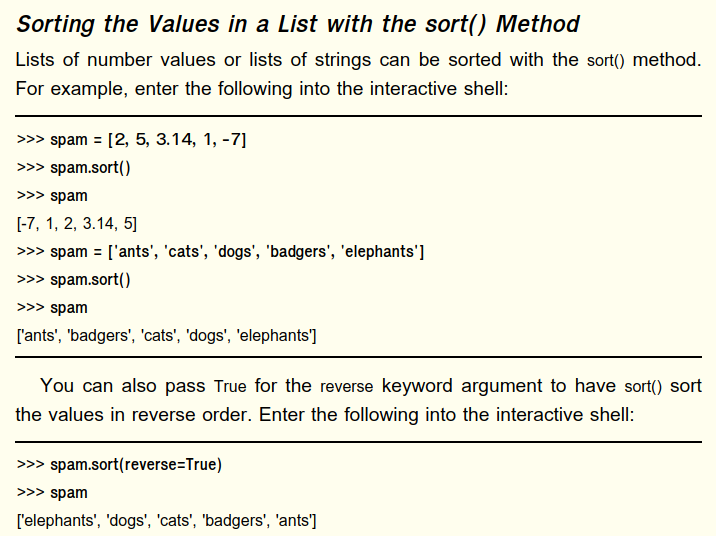 Sorting the Values in a List with the sort() Method
Lists of number values or lists of strings can be sorted with the sort() method.
For example, enter the following into the interactive shell:
>>> spam = [2, 5, 3.14, 1, -7]
>>> spam.sort()
>>> spam
[-7, 1, 2, 3.14, 5]
>>> spam = ['ants', 'cats', 'dogs', 'badgers', 'elephants']
>>> spam.sort()
>>> spam
['ants', 'badgers', 'cats', 'dogs', 'elephants']
You can also pass True for the reverse keyword argument to have sort() sort
the values in reverse order. Enter the following into the interactive shell:
>>> spam.sort(reverse=True)
>>> spam
['elephants', 'dogs', 'cats', 'badgers', 'ants']